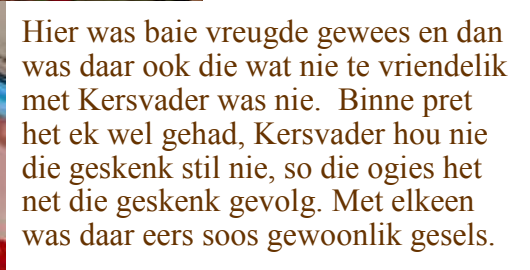 Hier was baie vreugde gewees en dan
was daar ook die wat nie te vriendelik
met Kersvader was nie.  Binne pret
het ek wel gehad, Kersvader hou nie
die geskenk stil nie, so die ogies het
net die geskenk gevolg. Met elkeen
was daar eers soos gewoonlik gesels.